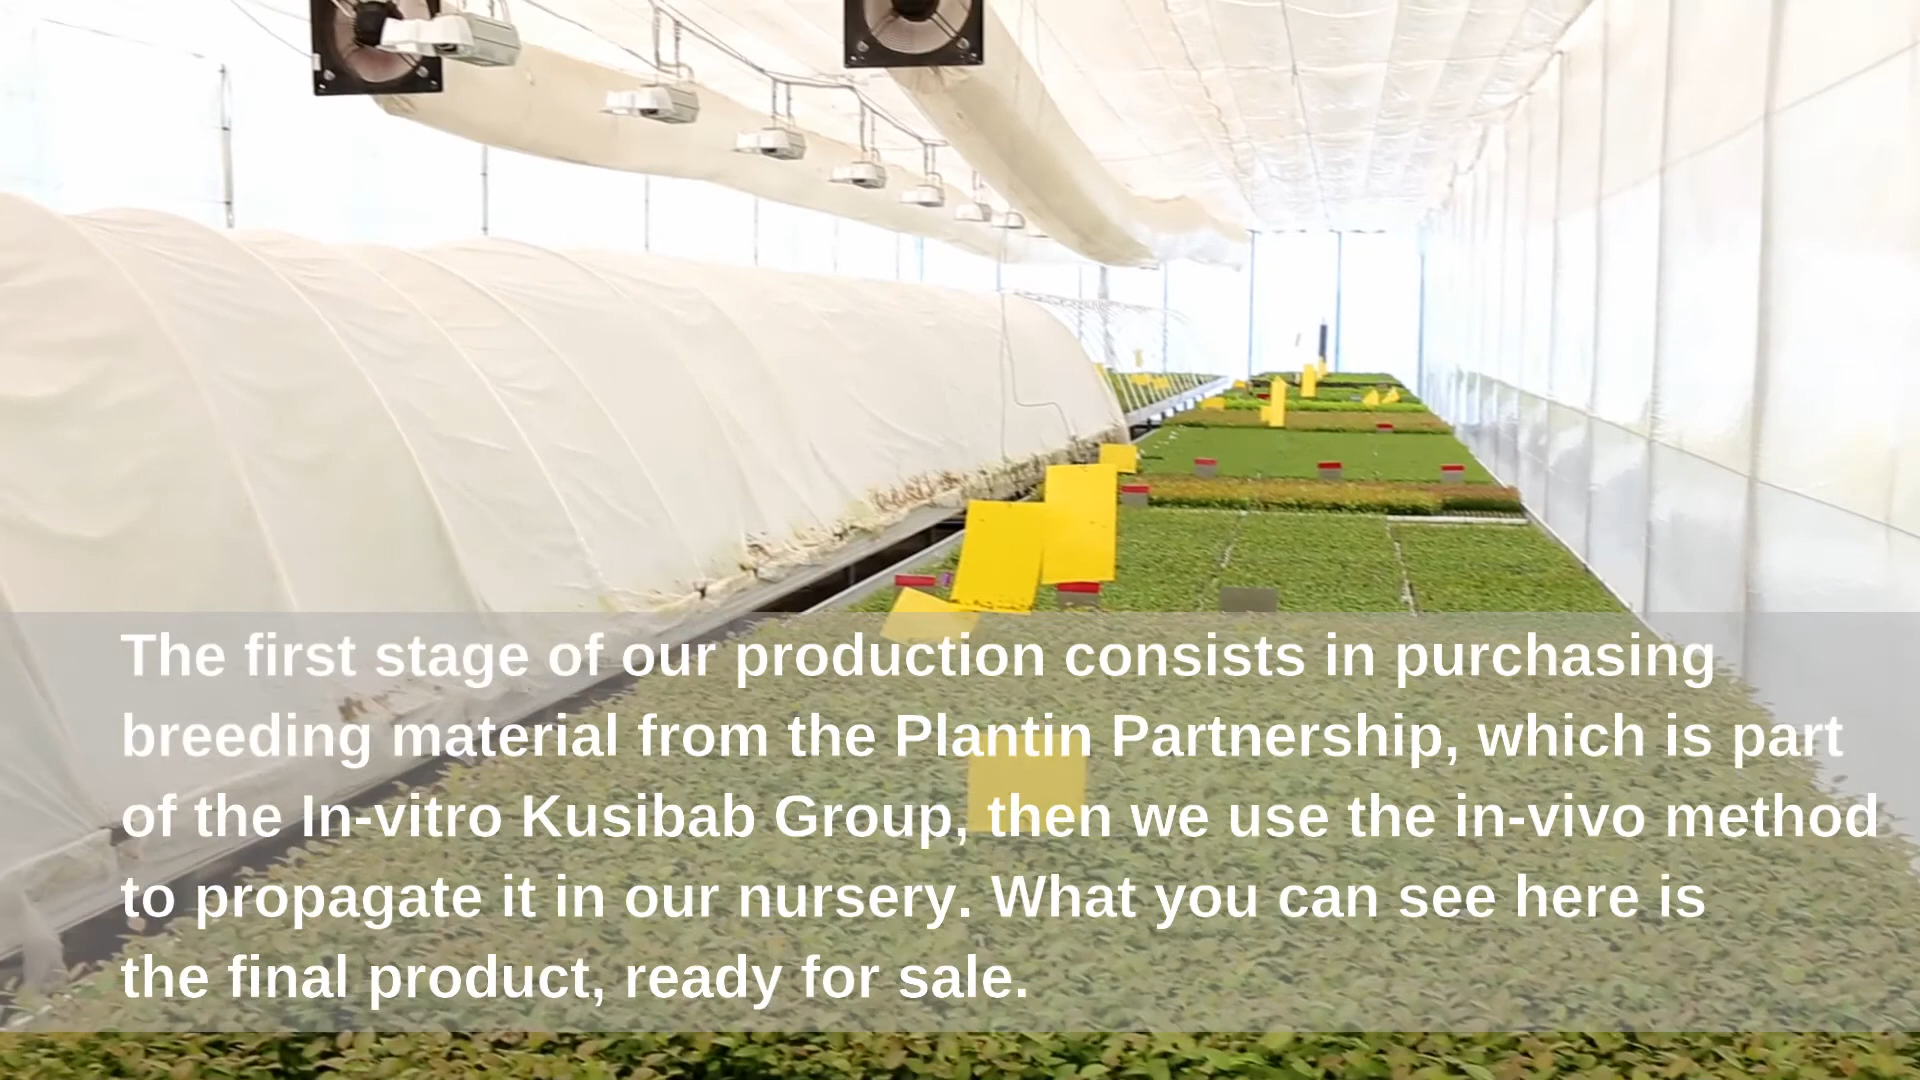 The first stage of our production consists in purchasing
breeding material from the Plantin Partnership, which is part
of the In-vitro Kusibab Group, then we use the in-vivo method
to propagate it in our nursery. What you can see here is
the final product, ready for sale.